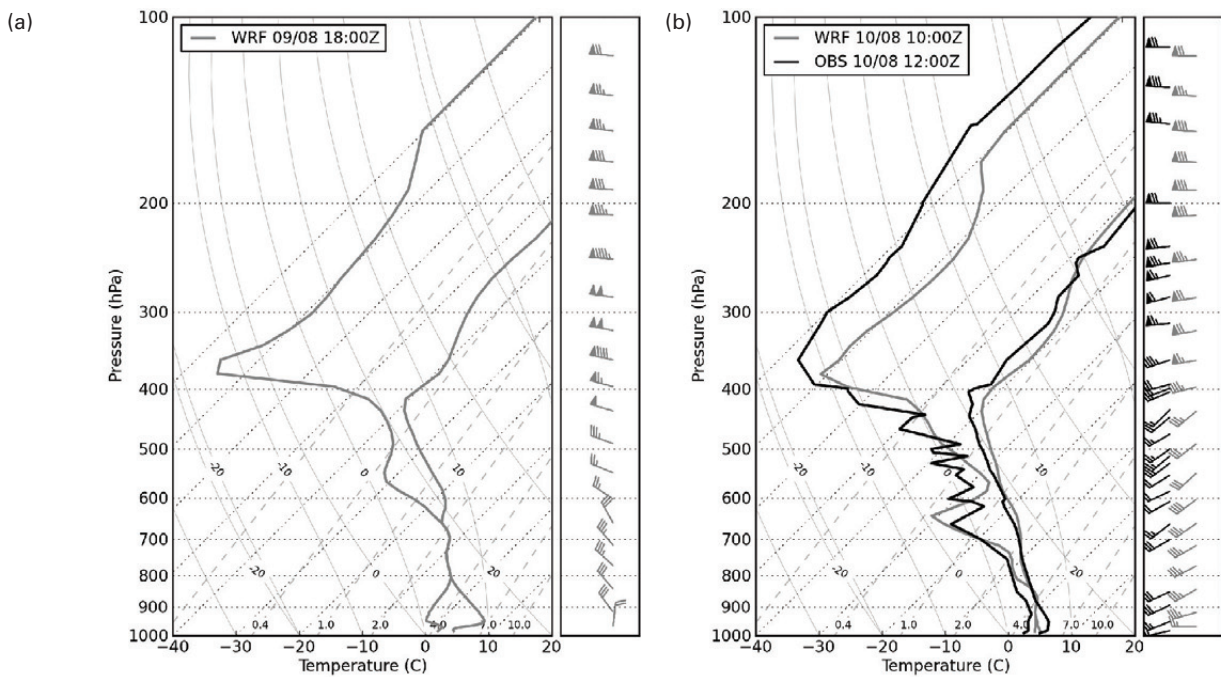 (a)
WRF 09/08 18:00Z
Pressure (hPa)
100
200
300
400
500
600
700
800
900
1000
-20
-10
0
10
-20
0
20
0.4 1.0 2.0 4.0 7.0 10.0
−40 −30 −20 −10 0 10 20
Temperature (C)
(b)
WRF 10/08 10:00Z
OBS 10/08 12:00Z
Pressure (hPa)
100
200
300
400
500
600
700
800
900
1000
-20
-10
0
10
-20
0
20
0.4 1.0 2.0 4.0 7.0 10.0
−40 −30 −20 −10 0 10 20
Temperature (C)